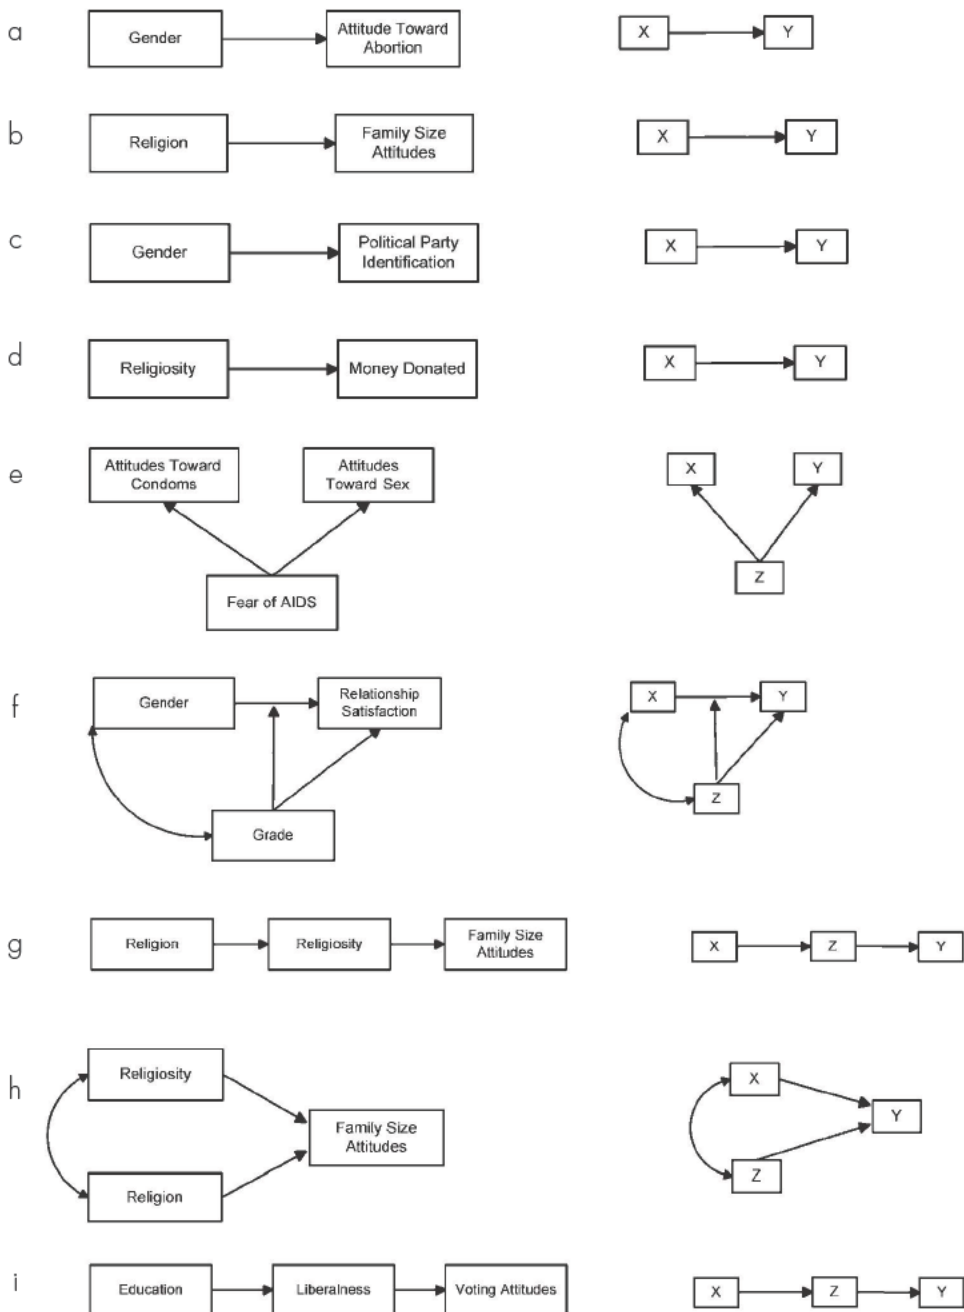 a
Gender
Attitude Toward
Abortion
X
Y
b
Religion
Family Size
Attitudes
X
Y
c
Gender
Political Party
Identification
X
Y
d
Religiosity
Money Donated
X
Y
e
Attitudes Toward
Condoms
Attitudes
Toward Sex
Fear of AIDS
X
Y
Z
f
Gender
Relationship
Satisfaction
Grade
X
Y
Z
g
Religion
Religiosity
Family Size
Attitudes
X
Z
Y
h
Religiosity
Family Size
Attitudes
Religion
X
Y
Z
i
Education
Liberalness
Voting Attitudes
X
Z
Y